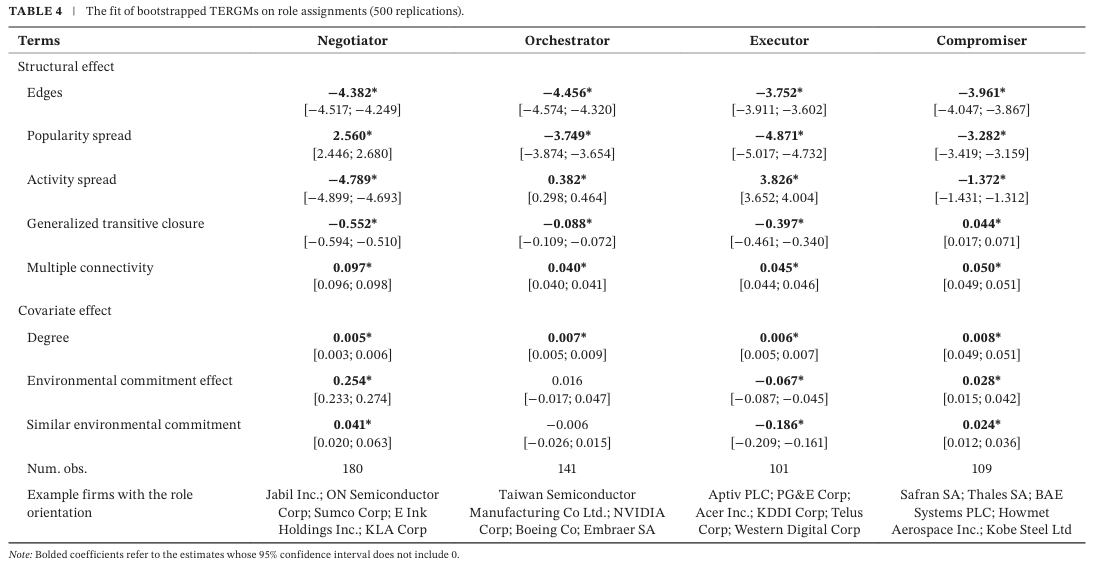 TABLE 4 | The fit of bootstrapped TERGMs on role assignments (500 replications).
Terms Negotiator Orchestrator Executor Compromiser
Structural effect
Edges −4.382* −4.456* −3.752* −3.961*
[−4.517; −4.249] [−4.574; −4.320] [−3.911; −3.602] [−4.047; −3.867]
Popularity spread 2.560* −3.749* −4.871* −3.282*
[2.446; 2.680] [−3.874; −3.654] [−5.017; −4.732] [−3.419; −3.159]
Activity spread −4.789* 0.382* 3.826* −1.372*
[−4.899; −4.693] [0.298; 0.464] [3.652; 4.004] [−1.431; −1.312]
Generalized transitive closure −0.552* −0.088* −0.397* 0.044*
[−0.594; −0.510] [−0.109; −0.072] [−0.461; −0.340] [0.017; 0.071]
Multiple connectivity 0.097* 0.040* 0.045* 0.050*
[0.096; 0.098] [0.040; 0.041] [0.044; 0.046] [0.049; 0.051]
Covariate effect
Degree 0.005* 0.007* 0.006* 0.008*
[0.003; 0.006] [0.005; 0.009] [0.005; 0.007] [0.049; 0.051]
Environmental commitment effect 0.254* 0.016 −0.067* 0.028*
[0.233; 0.274] [−0.017; 0.047] [−0.087; −0.045] [0.015; 0.042]
Similar environmental commitment 0.041* −0.006 −0.186* 0.024*
[0.020; 0.063] [−0.026; 0.015] [−0.209; −0.161] [0.012; 0.036]
Num. obs. 180 141 101 109
Example firms with the role Jabil Inc.; ON Semiconductor Taiwan Semiconductor Aptiv PLC; PG&E Corp; Safran SA; Thales SA; BAE
orientation Corp; Sumco Corp; E Ink Manufacturing Co Ltd.; NVIDIA Acer Inc.; KDDI Corp; Telus Systems PLC; Howmet
Holdings Inc.; KLA Corp Corp; Boeing Co; Embraer SA Corp; Western Digital Corp Aerospace Inc.; Kobe Steel Ltd
Note: Bolded coefficients refer to the estimates whose 95% confidence interval does not include 0.